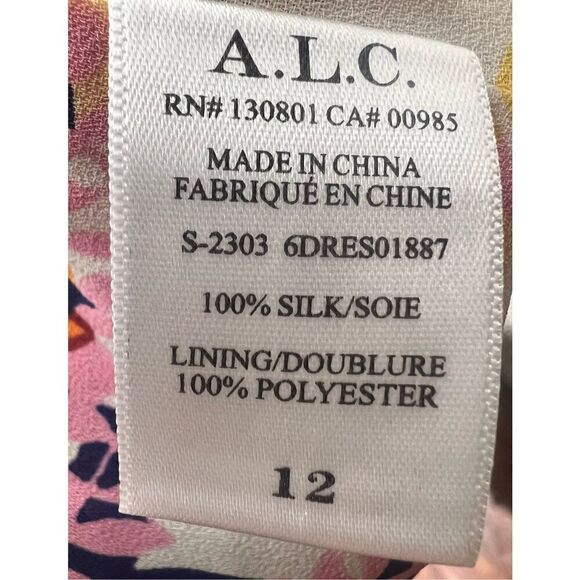 A.L.C.
RN# 130801 CA# 00985
MADE IN CHINA
FABRIQUÉ EN CHINE
S-2303 6DRES01887
100% SILK/SOIE
LINING/DOUBLURE
100% POLYESTER
12